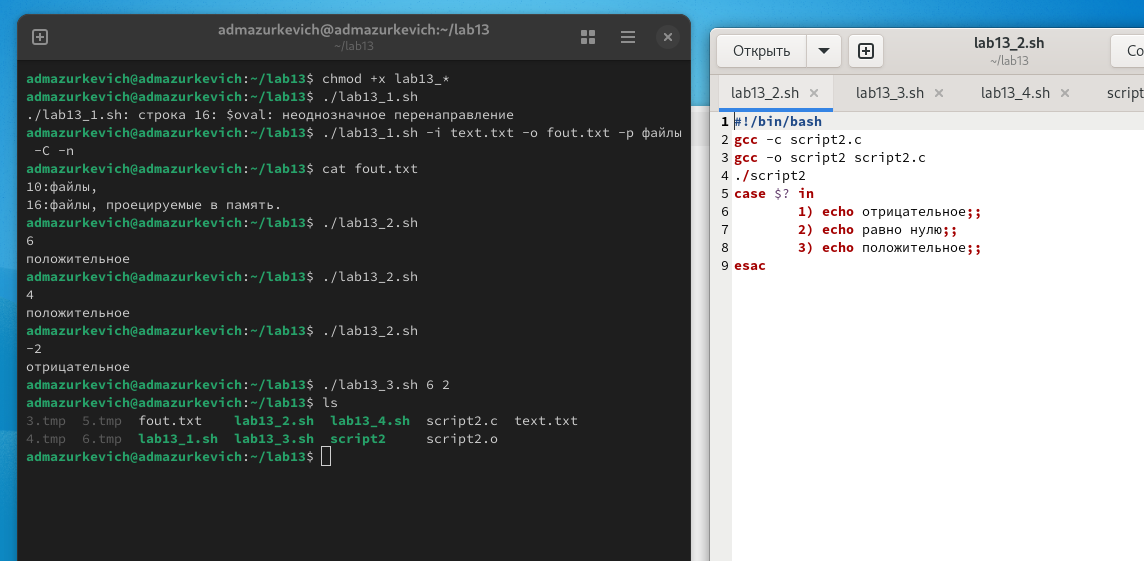 admazurkevich@admazurkevich:~/lab13
~/lab13
admazurkevich@admazurkevich:~/lab13$ chmod +x lab13_*
admazurkevich@admazurkevich:~/lab13$ ./lab13_1.sh
./lab13_1.sh: строка 16: $oval: неоднозначное перенаправление
admazurkevich@admazurkevich:~/lab13$ ./lab13_1.sh -i text.txt -o fout.txt -p файлы
-C -n
admazurkevich@admazurkevich:~/lab13$ cat fout.txt
10:файлы,
16:файлы, проецируемые в память.
admazurkevich@admazurkevich:~/lab13$ ./lab13_2.sh
6
положительное
admazurkevich@admazurkevich:~/lab13$ ./lab13_2.sh
4
положительное
admazurkevich@admazurkevich:~/lab13$ ./lab13_2.sh
-2
отрицательное
admazurkevich@admazurkevich:~/lab13$ ./lab13_3.sh 6 2
admazurkevich@admazurkevich:~/lab13$ ls
3.tmp 5.tmp fout.txt lab13_2.sh lab13_4.sh script2.c text.txt
4.tmp 6.tmp lab13_1.sh lab13_3.sh script2 script2.o
admazurkevich@admazurkevich:~/lab13$
Открыть lab13_2.sh Со
~/lab13
lab13_2.sh × lab13_3.sh × lab13_4.sh × script
1 #!/bin/bash
2 gcc -c script2.c
3 gcc -o script2 script2.c
4 ./script2
5 case $? in
6 1) echo отрицательное;;
7 2) echo равно нулю;;
8 3) echo положительное;;
9 esac